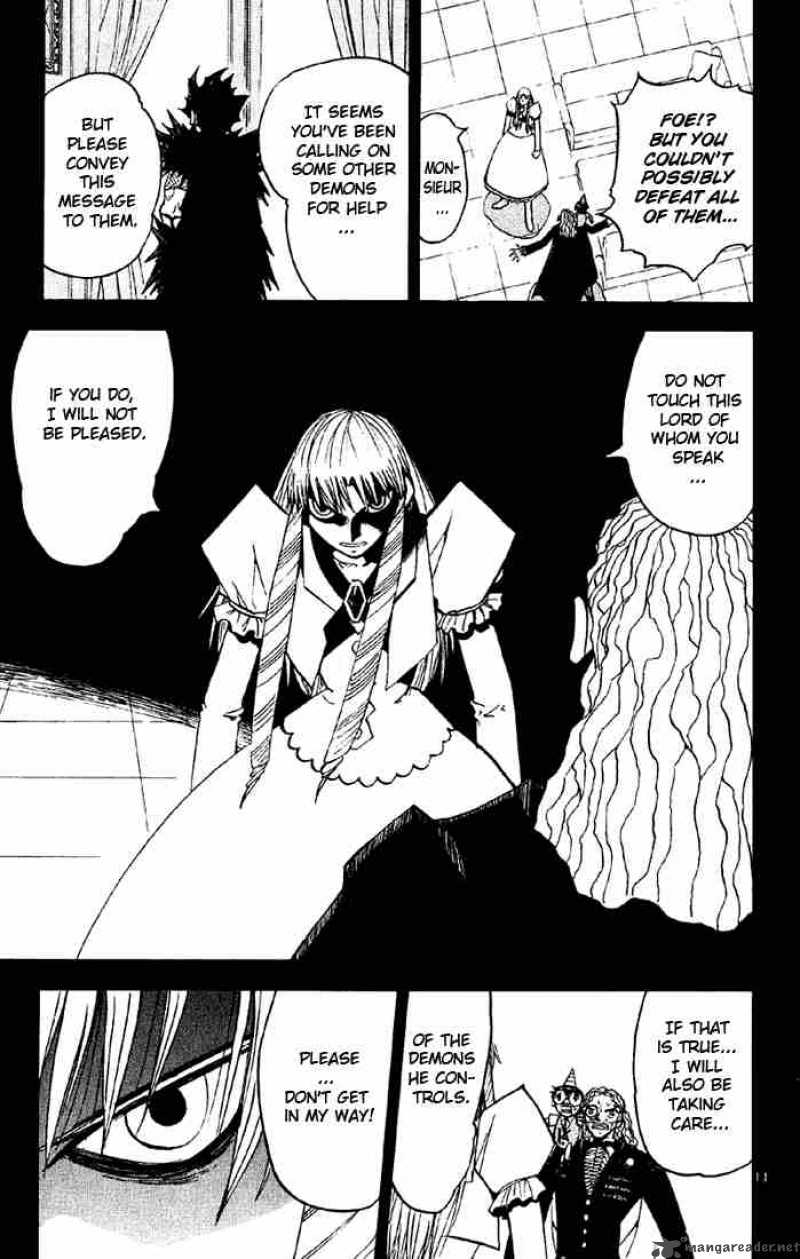 FOE!?
BUT YOU
COULDN'T
POSSIBLY
DEFEAT ALL
OF THEM...
MON-
SIEUR
...
IT SEEMS
YOU'VE BEEN
CALLING ON
SOME OTHER
DEMONS
FOR HELP
...
BUT
PLEASE
CONVEY
THIS
MESSAGE
TO THEM.
DO NOT
TOUCH THIS
LORD OF
WHOM YOU
SPEAK
...
IF YOU DO,
I WILL NOT
BE PLEASED.
IF THAT
IS TRUE...
I WILL
ALSO BE
TAKING
CARE...
OF THE
DEMONS
HE CON-
TROLS.
PLEASE
...
DON'T GET
IN MY WAY!
11
mangareader.net